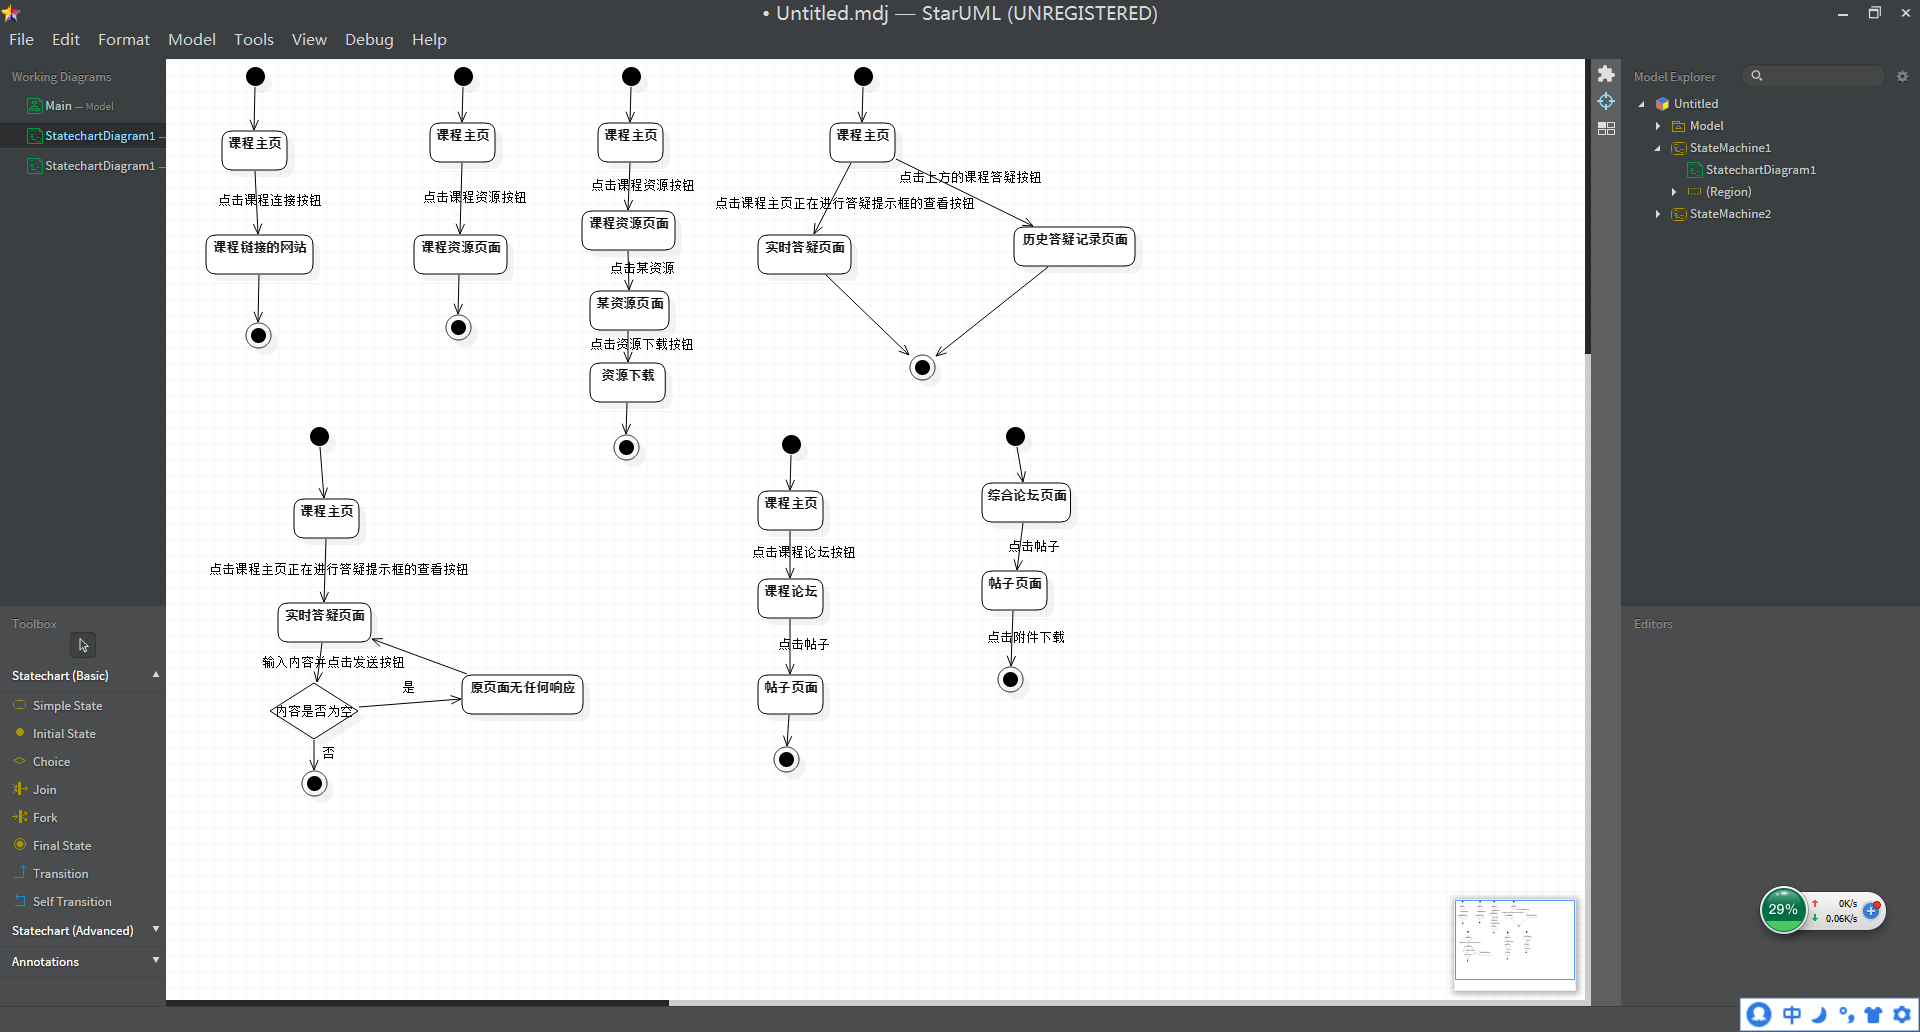 • Untitled.mdj — StarUML (UNREGISTERED)
File Edit Format Model Tools View Debug Help
Working Diagrams
Main — Model
StatechartDiagram1 —
StatechartDiagram1 —
Toolbox
Statechart (Basic)
Simple State
Initial State
Choice
Join
Fork
Final State
Transition
Self Transition
Statechart (Advanced)
Annotations
课程主页
点击课程连接按钮
课程链接的网站
课程主页
点击课程资源按钮
课程资源页面
课程主页
点击课程资源按钮
课程资源页面
点击某资源
某资源页面
点击资源下载按钮
资源下载
课程主页
点击上方的课程答疑按钮
点击课程主页正在进行答疑提示框的查看按钮
实时答疑页面
历史答疑记录页面
课程主页
点击课程主页正在进行答疑提示框的查看按钮
实时答疑页面
输入内容并点击发送按钮
内容是否为空
是
原页面无任何响应
否
课程主页
点击课程论坛按钮
课程论坛
点击帖子
帖子页面
综合论坛页面
点击帖子
帖子页面
点击附件下载
Model Explorer
Untitled
Model
StateMachine1
StatechartDiagram1
(Region)
StateMachine2
Editors
29%
0K/s
0.06K/s
中